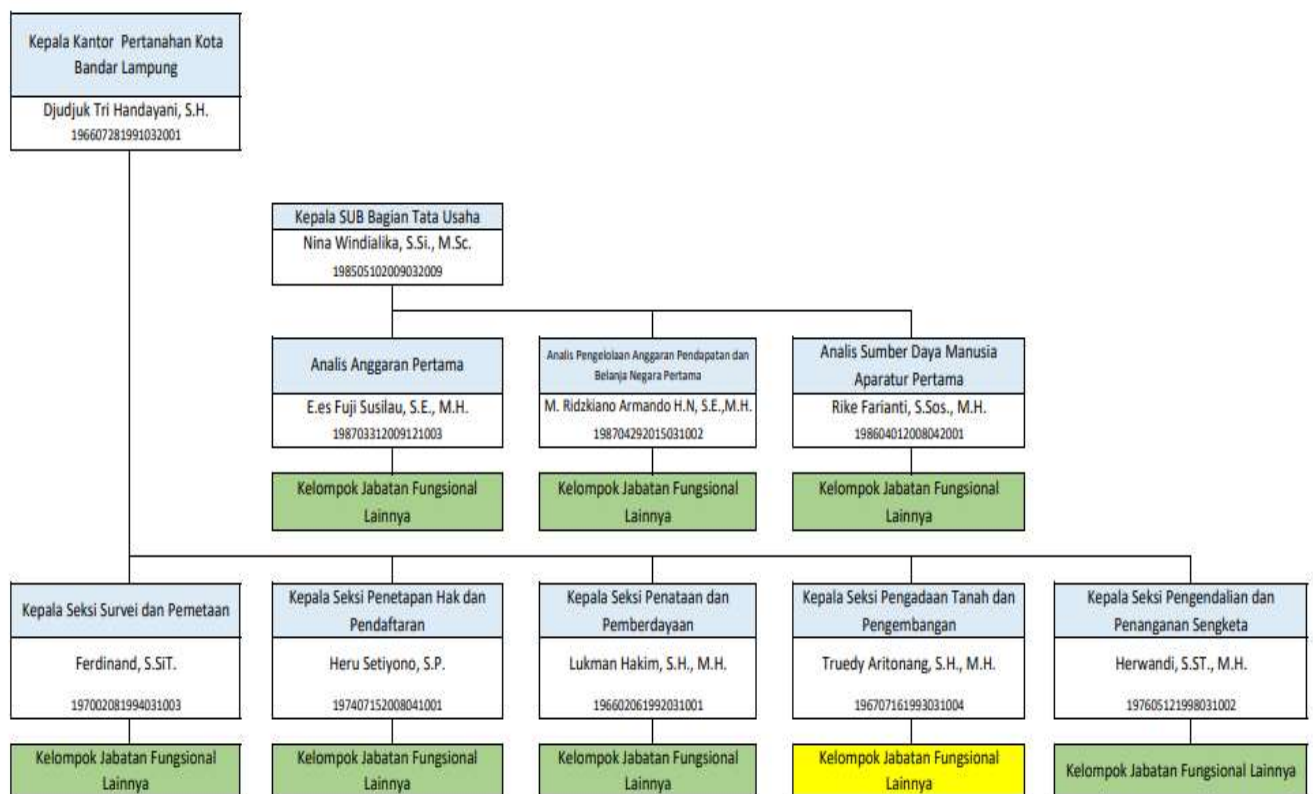 Kepala Kantor Pertanahan Kota
Bandar Lampung
Djudjuk Tri Handayani, S.H.
196607281991032001
Kepala SUB Bagian Tata Usaha
Nina Windialika, S.Si., M.Sc.
198505102009032009
Analis Anggaran Pertama
E.es Fuji Susilau, S.E., M.H.
198703312009121003
Kelompok Jabatan Fungsional
Lainnya
Analis Pengelolaan Anggaran Pendapatan dan
Belanja Negara Pertama
M. Ridzkiano Armando H.N, S.E.,M.H.
198704292015031002
Kelompok Jabatan Fungsional
Lainnya
Analis Sumber Daya Manusia
Aparatur Pertama
Rike Farianti, S.Sos., M.H.
198604012008042001
Kelompok Jabatan Fungsional
Lainnya
Kepala Seksi Survei dan Pemetaan
Ferdinand, S.SiT.
197002081994031003
Kelompok Jabatan Fungsional
Lainnya
Kepala Seksi Penetapan Hak dan
Pendaftaran
Heru Setiyono, S.P.
197407152008041001
Kelompok Jabatan Fungsional
Lainnya
Kepala Seksi Penataan dan
Pemberdayaan
Lukman Hakim, S.H., M.H.
196602061992031001
Kelompok Jabatan Fungsional
Lainnya
Kepala Seksi Pengadaan Tanah dan
Pengembangan
Truedy Aritonang, S.H., M.H.
196707161993031004
Kelompok Jabatan Fungsional
Lainnya
Kepala Seksi Pengendalian dan
Penanganan Sengketa
Herwandi, S.ST., M.H.
197605121998031002
Kelompok Jabatan Fungsional Lainnya